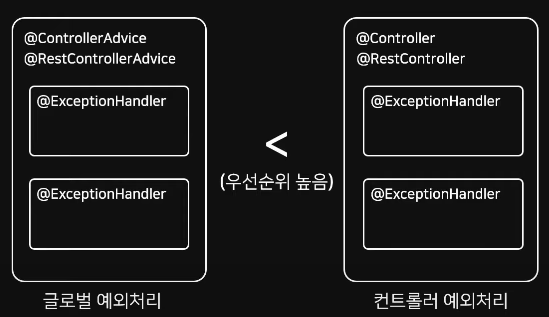 @ControllerAdvice
@RestControllerAdvice
@ExceptionHandler
@ExceptionHandler
글로벌 예외처리
<
(우선순위 높음)
@Controller
@RestController
@ExceptionHandler
@ExceptionHandler
컨트롤러 예외처리